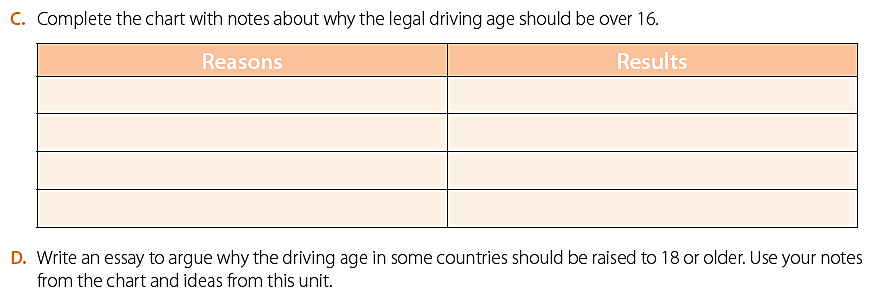 C. Complete the chart with notes about why the legal driving age should be over 16.
Reasons Results
D. Write an essay to argue why the driving age in some countries should be raised to 18 or older. Use your notes
from the chart and ideas from this unit.